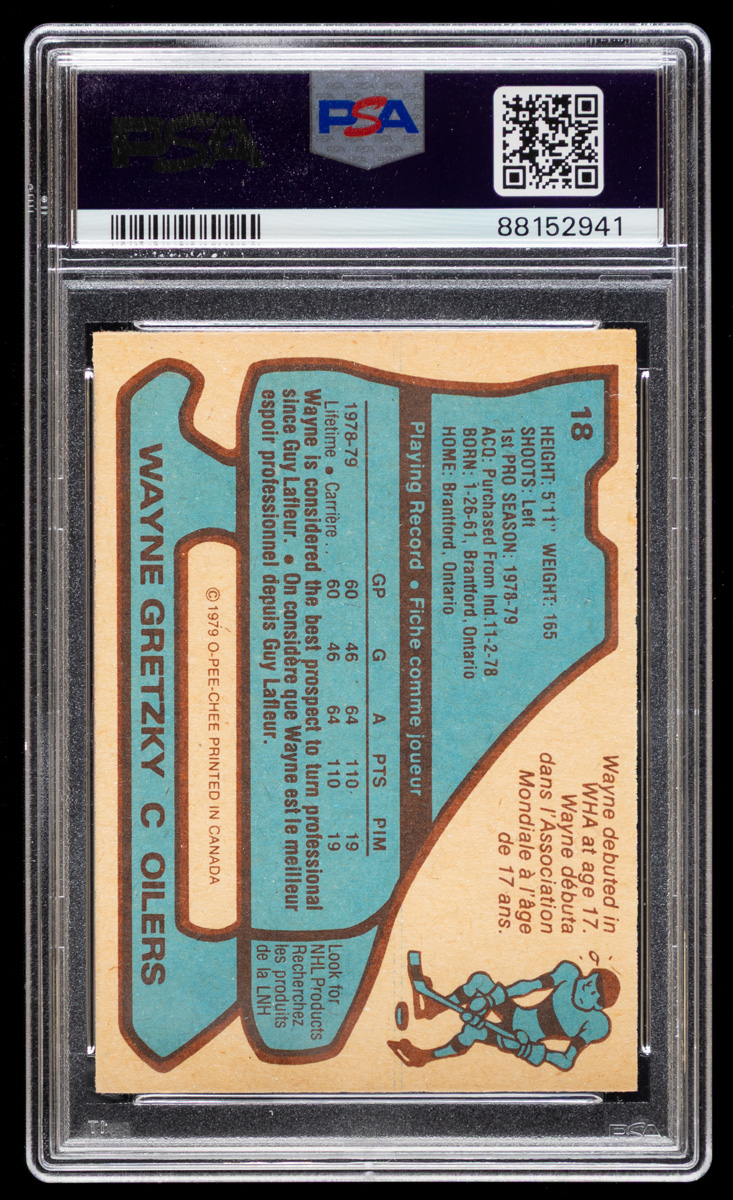 PSA
PSA
88152941
18
HEIGHT: 5'11" WEIGHT: 165
SHOOTS: Left
1st PRO SEASON: 1978-79
ACQ: Purchased From Ind. 11-2-78
BORN: 1-26-61, Brantford, Ontario
HOME: Brantford, Ontario
Wayne debuted in
WHA at age 17.
Wayne débuta
dans l'Association
Mondiale à l'âge
de 17 ans.
Playing Record • Fiche comme joueur
GP G A PTS PIM
1978-79 60 46 64 110 19
Lifetime • Carrière . . 60 46 64 110 19
Wayne is considered the best prospect to turn professional
since Guy Lafleur. • On considère que Wayne est le meilleur
espoir professionnel depuis Guy Lafleur.
Look for
NHL Products
Recherchez
les produits
de la LNH
© 1979 O-PEE-CHEE PRINTED IN CANADA
WAYNE GRETZKY C OILERS
PSA